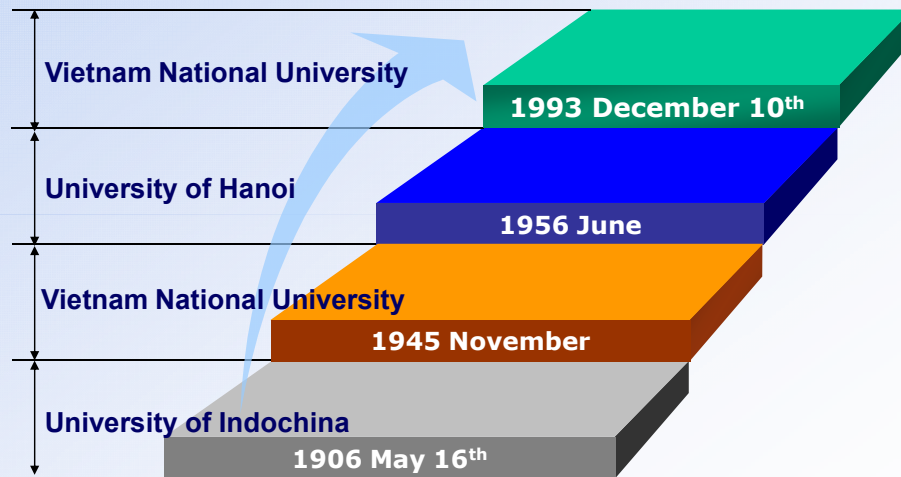 Vietnam National University
1993 December 10th
University of Hanoi
1956 June
Vietnam National University
1945 November
University of Indochina
1906 May 16th